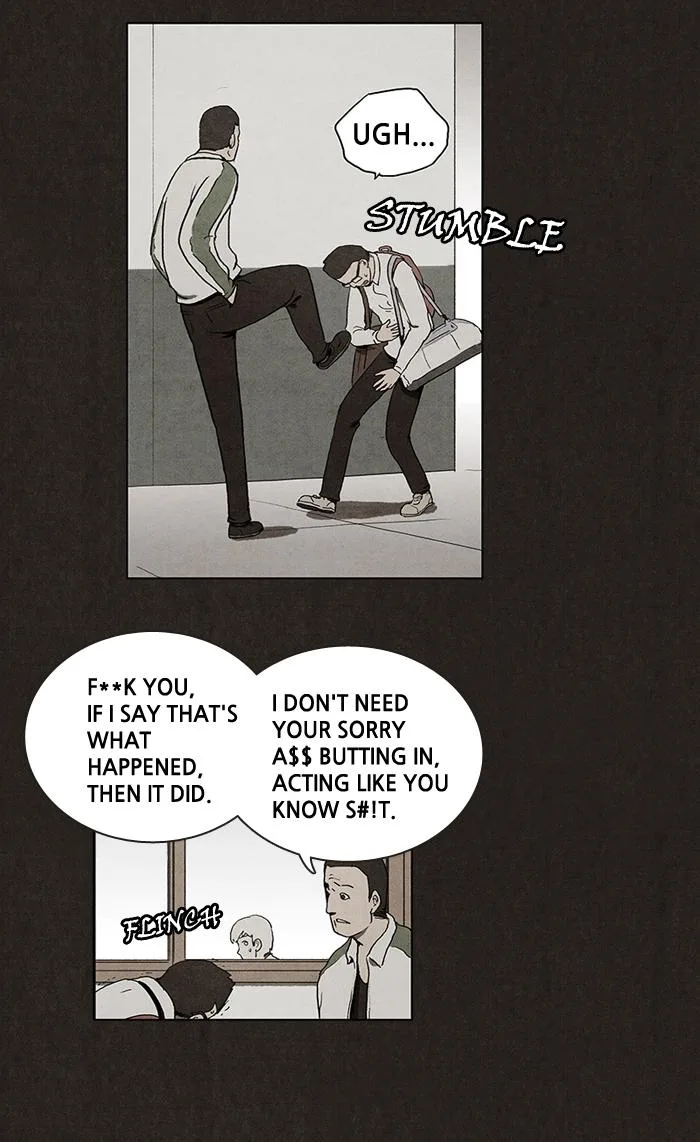 UGH...
STUMBLE
F**K YOU,
IF I SAY THAT'S
WHAT
HAPPENED,
THEN IT DID.
I DON'T NEED
YOUR SORRY
A$$ BUTTING IN,
ACTING LIKE YOU
KNOW S#!T.
FLINCH